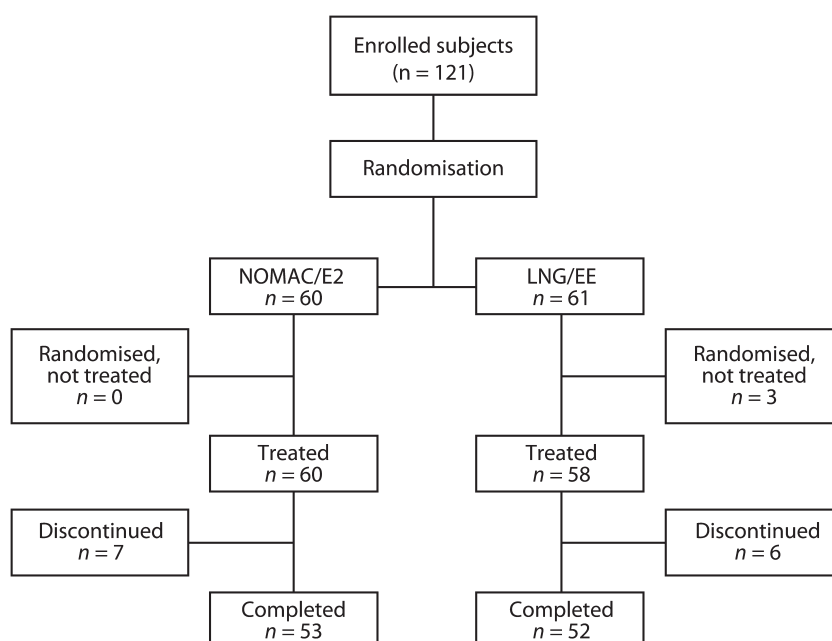 Enrolled subjects
(n = 121)
Randomisation
NOMAC/E2
n = 60
LNG/EE
n = 61
Randomised,
not treated
n = 0
Randomised,
not treated
n = 3
Treated
n = 60
Treated
n = 58
Discontinued
n = 7
Discontinued
n = 6
Completed
n = 53
Completed
n = 52